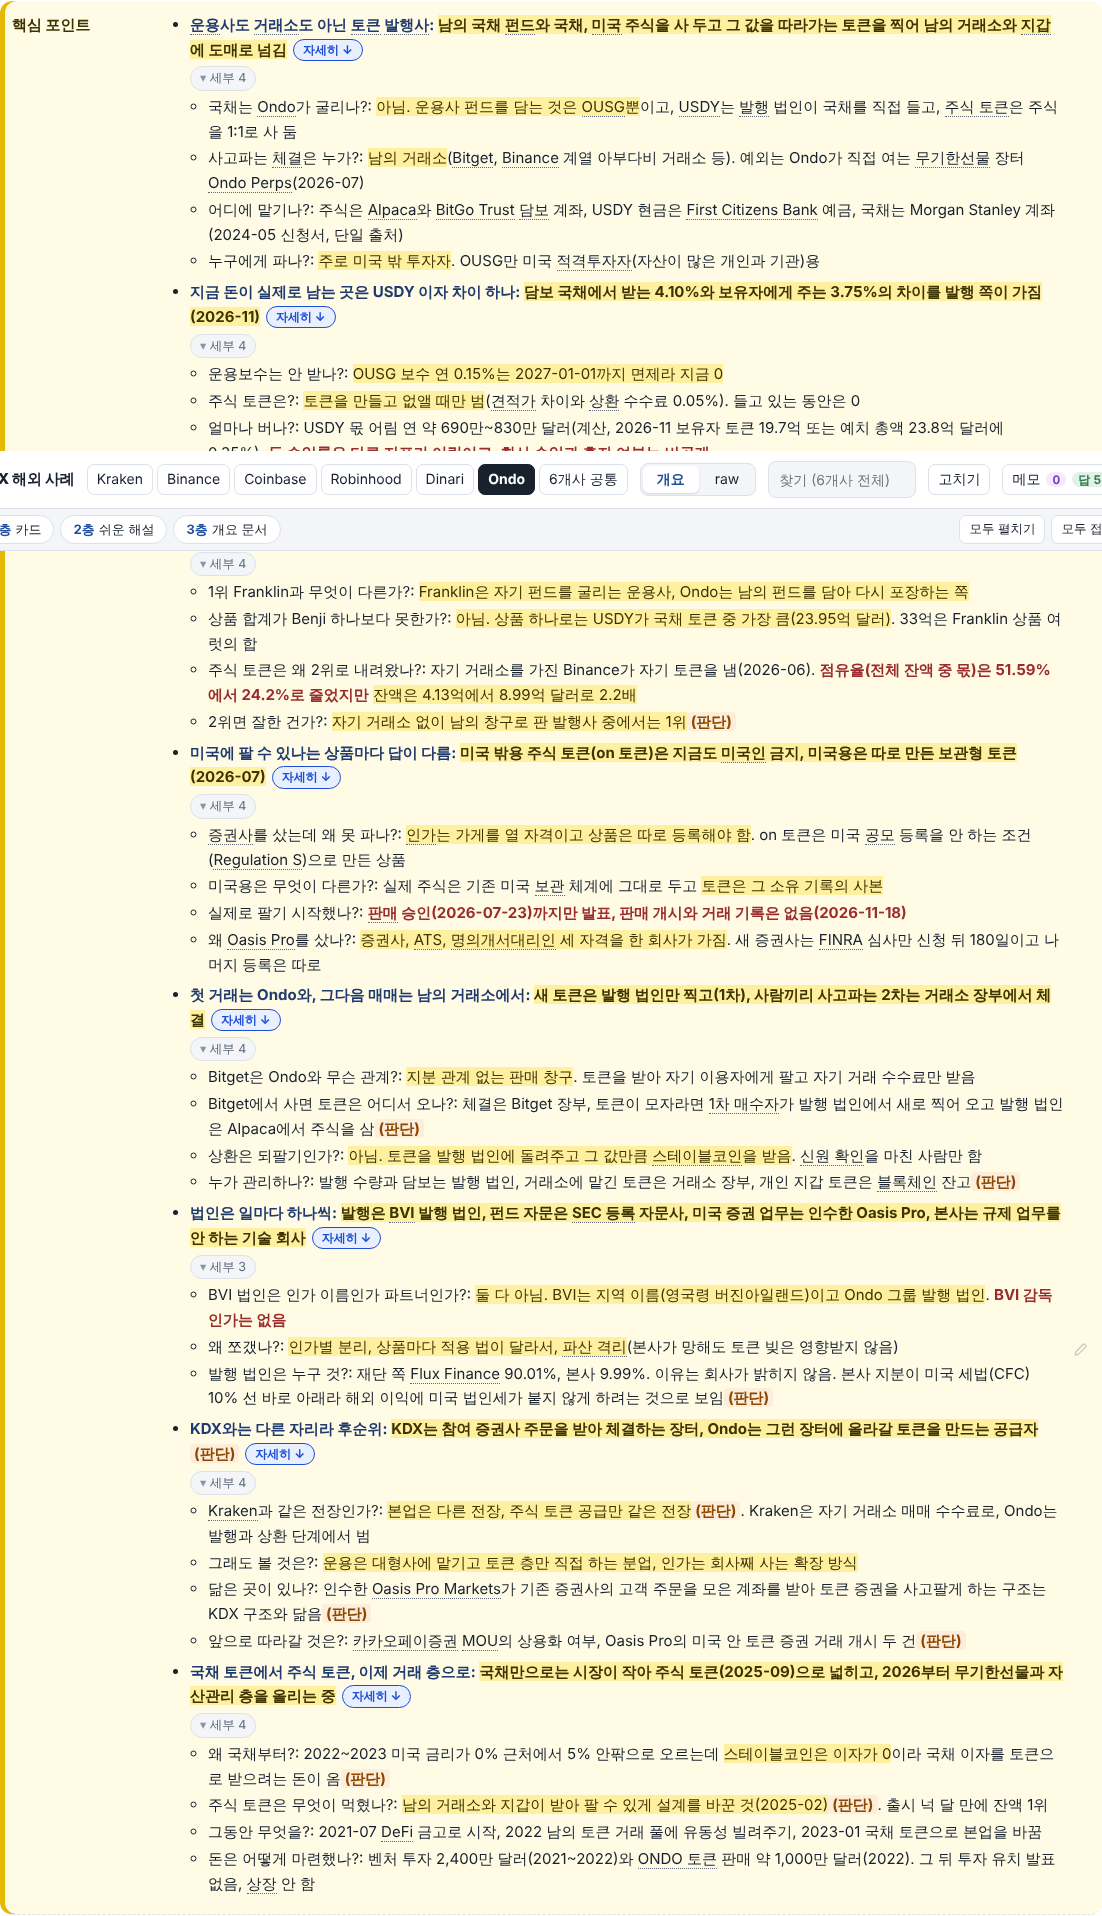 핵심 포인트
• 운용사도 거래소도 아닌 토큰 발행사: 남의 국채 펀드와 국채, 미국 주식을 사 두고 그 값을 따라가는 토큰을 찍어 남의 거래소와 지갑
에 도매로 넘김 자세히 ↓
▾ 세부 4
○ 국채는 Ondo가 굴리나?: 아님. 운용사 펀드를 담는 것은 OUSG뿐이고, USDY는 발행 법인이 국채를 직접 들고, 주식 토큰은 주식
을 1:1로 사 둠
○ 사고파는 체결은 누가?: 남의 거래소(Bitget, Binance 계열 아부다비 거래소 등). 예외는 Ondo가 직접 여는 무기한선물 장터
Ondo Perps(2026-07)
○ 어디에 맡기나?: 주식은 Alpaca와 BitGo Trust 담보 계좌, USDY 현금은 First Citizens Bank 예금, 국채는 Morgan Stanley 계좌
(2024-05 신청서, 단일 출처)
○ 누구에게 파나?: 주로 미국 밖 투자자. OUSG만 미국 적격투자자(자산이 많은 개인과 기관)용
• 지금 돈이 실제로 남는 곳은 USDY 이자 차이 하나: 담보 국채에서 받는 4.10%와 보유자에게 주는 3.75%의 차이를 발행 쪽이 가짐
(2026-11) 자세히 ↓
▾ 세부 4
○ 운용보수는 안 받나?: OUSG 보수 연 0.15%는 2027-01-01까지 면제라 지금 0
○ 주식 토큰은?: 토큰을 만들고 없앨 때만 범(견적가 차이와 상환 수수료 0.05%). 들고 있는 동안은 0
○ 얼마나 버나?: USDY 몫 어림 연 약 690만~830만 달러(계산, 2026-11 보유자 토큰 19.7억 또는 예치 총액 23.8억 달러에
X 해외 사례 Kraken Binance Coinbase Robinhood Dinari Ondo 6개사 공통 개요 raw 찾기 (6개사 전체) 고치기 메모 0 답 5
층 카드 2층 쉬운 해설 3층 개요 문서 모두 펼치기 모두 접
▾ 세부 4
○ 1위 Franklin과 무엇이 다른가?: Franklin은 자기 펀드를 굴리는 운용사, Ondo는 남의 펀드를 담아 다시 포장하는 쪽
○ 상품 합계가 Benji 하나보다 못한가?: 아님. 상품 하나로는 USDY가 국채 토큰 중 가장 큼(23.95억 달러). 33억은 Franklin 상품 여
럿의 합
○ 주식 토큰은 왜 2위로 내려왔나?: 자기 거래소를 가진 Binance가 자기 토큰을 냄(2026-06). 점유율(전체 잔액 중 몫)은 51.59%
에서 24.2%로 줄었지만 잔액은 4.13억에서 8.99억 달러로 2.2배
○ 2위면 잘한 건가?: 자기 거래소 없이 남의 창구로 판 발행사 중에서는 1위 (판단)
• 미국에 팔 수 있나는 상품마다 답이 다름: 미국 밖용 주식 토큰(on 토큰)은 지금도 미국인 금지, 미국용은 따로 만든 보관형 토큰
(2026-07) 자세히 ↓
▾ 세부 4
○ 증권사를 샀는데 왜 못 파나?: 인가는 가게를 열 자격이고 상품은 따로 등록해야 함. on 토큰은 미국 공모 등록을 안 하는 조건
(Regulation S)으로 만든 상품
○ 미국용은 무엇이 다른가?: 실제 주식은 기존 미국 보관 체계에 그대로 두고 토큰은 그 소유 기록의 사본
○ 실제로 팔기 시작했나?: 판매 승인(2026-07-23)까지만 발표, 판매 개시와 거래 기록은 없음(2026-11-18)
○ 왜 Oasis Pro를 샀나?: 증권사, ATS, 명의개서대리인 세 자격을 한 회사가 가짐. 새 증권사는 FINRA 심사만 신청 뒤 180일이고 나
머지 등록은 따로
• 첫 거래는 Ondo와, 그다음 매매는 남의 거래소에서: 새 토큰은 발행 법인만 찍고(1차), 사람끼리 사고파는 2차는 거래소 장부에서 체
결 자세히 ↓
▾ 세부 4
○ Bitget은 Ondo와 무슨 관계?: 지분 관계 없는 판매 창구. 토큰을 받아 자기 이용자에게 팔고 자기 거래 수수료만 받음
○ Bitget에서 사면 토큰은 어디서 오나?: 체결은 Bitget 장부, 토큰이 모자라면 1차 매수자가 발행 법인에서 새로 찍어 오고 발행 법인
은 Alpaca에서 주식을 삼 (판단)
○ 상환은 되팔기인가?: 아님. 토큰을 발행 법인에 돌려주고 그 값만큼 스테이블코인을 받음. 신원 확인을 마친 사람만 함
○ 누가 관리하나?: 발행 수량과 담보는 발행 법인, 거래소에 맡긴 토큰은 거래소 장부, 개인 지갑 토큰은 블록체인 잔고 (판단)
• 법인은 일마다 하나씩: 발행은 BVI 발행 법인, 펀드 자문은 SEC 등록 자문사, 미국 증권 업무는 인수한 Oasis Pro, 본사는 규제 업무를
안 하는 기술 회사 자세히 ↓
▾ 세부 3
○ BVI 법인은 인가 이름인가 파트너인가?: 둘 다 아님. BVI는 지역 이름(영국령 버진아일랜드)이고 Ondo 그룹 발행 법인. BVI 감독
인가는 없음
○ 왜 쪼갰나?: 인가별 분리, 상품마다 적용 법이 달라서, 파산 격리(본사가 망해도 토큰 빚은 영향받지 않음)
○ 발행 법인은 누구 것?: 재단 쪽 Flux Finance 90.01%, 본사 9.99%. 이유는 회사가 밝히지 않음. 본사 지분이 미국 세법(CFC)
10% 선 바로 아래라 해외 이익에 미국 법인세가 붙지 않게 하려는 것으로 보임 (판단)
• KDX와는 다른 자리라 후순위: KDX는 참여 증권사 주문을 받아 체결하는 장터, Ondo는 그런 장터에 올라갈 토큰을 만드는 공급자
(판단) 자세히 ↓
▾ 세부 4
○ Kraken과 같은 전장인가?: 본업은 다른 전장, 주식 토큰 공급만 같은 전장 (판단) . Kraken은 자기 거래소 매매 수수료로, Ondo는
발행과 상환 단계에서 범
○ 그래도 볼 것은?: 운용은 대형사에 맡기고 토큰 층만 직접 하는 분업, 인가는 회사째 사는 확장 방식
○ 닮은 곳이 있나?: 인수한 Oasis Pro Markets가 기존 증권사의 고객 주문을 모은 계좌를 받아 토큰 증권을 사고팔게 하는 구조는
KDX 구조와 닮음 (판단)
○ 앞으로 따라갈 것은?: 카카오페이증권 MOU의 상용화 여부, Oasis Pro의 미국 안 토큰 증권 거래 개시 두 건 (판단)
• 국채 토큰에서 주식 토큰, 이제 거래 층으로: 국채만으로는 시장이 작아 주식 토큰(2025-09)으로 넓히고, 2026부터 무기한선물과 자
산관리 층을 올리는 중 자세히 ↓
▾ 세부 4
○ 왜 국채부터?: 2022~2023 미국 금리가 0% 근처에서 5% 안팎으로 오르는데 스테이블코인은 이자가 0이라 국채 이자를 토큰으
로 받으려는 돈이 옴 (판단)
○ 주식 토큰은 무엇이 먹혔나?: 남의 거래소와 지갑이 받아 팔 수 있게 설계를 바꾼 것(2025-02) (판단) . 출시 넉 달 만에 잔액 1위
○ 그동안 무엇을?: 2021-07 DeFi 금고로 시작, 2022 남의 토큰 거래 풀에 유동성 빌려주기, 2023-01 국채 토큰으로 본업을 바꿈
○ 돈은 어떻게 마련했나?: 벤처 투자 2,400만 달러(2021~2022)와 ONDO 토큰 판매 약 1,000만 달러(2022). 그 뒤 투자 유치 발표
없음, 상장 안 함